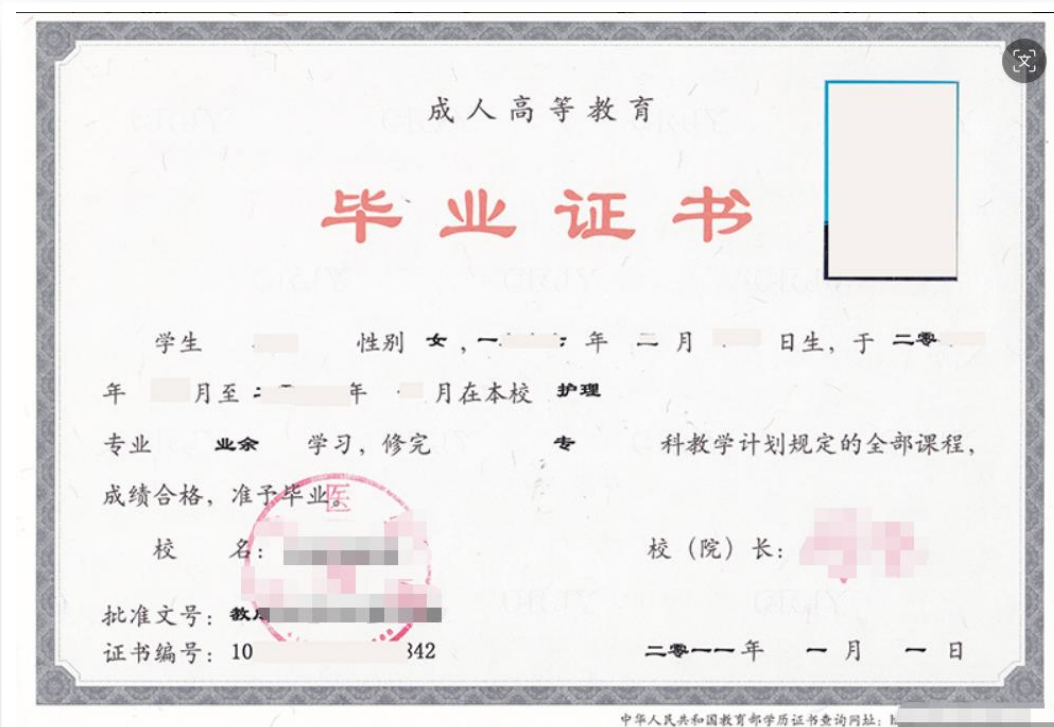 成人高等教育
毕业证书
学生 性别 女，一 年 二月 日生，于 二零
年 月至 年 月在本校 护理
专业 业余 学习，修完 专 科教学计划规定的全部课程，
成绩合格，准予毕业。
医
校 名： 校（院）长：
批准文号：教
证书编号：10 842 二零一一年 一月 一日
中华人民共和国教育部学历证书查询网址：